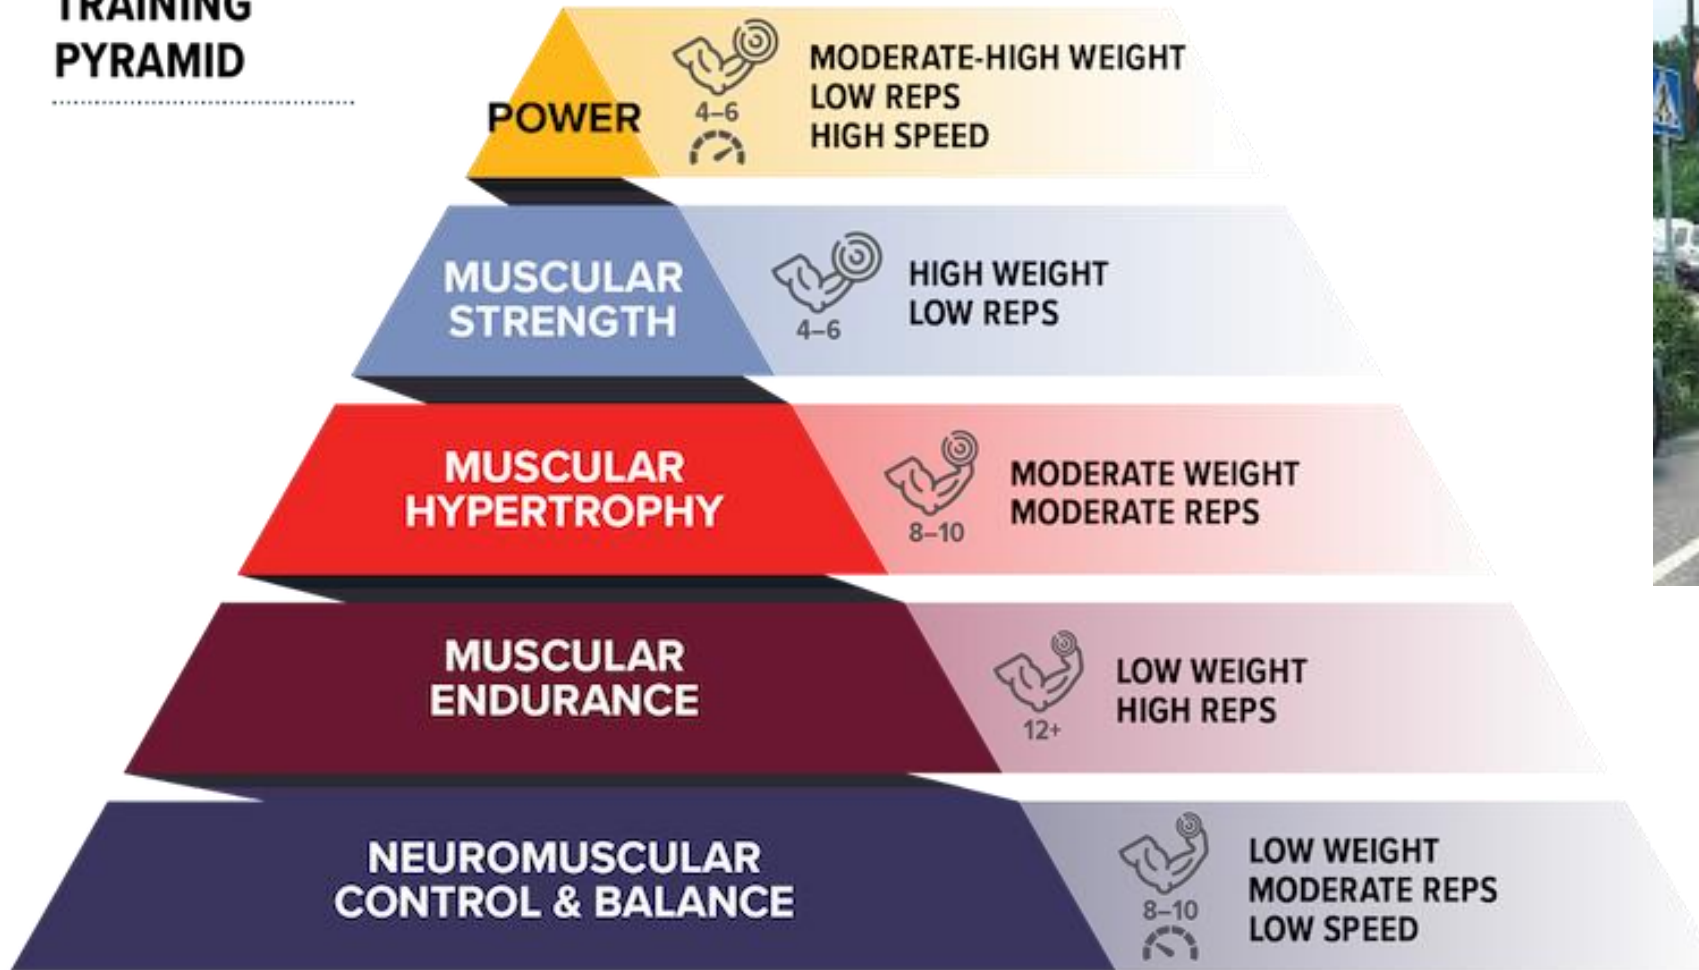 TRAINING
PYRAMID
POWER
4–6
MODERATE-HIGH WEIGHT
LOW REPS
HIGH SPEED
MUSCULAR
STRENGTH
4–6
HIGH WEIGHT
LOW REPS
MUSCULAR
HYPERTROPHY
8–10
MODERATE WEIGHT
MODERATE REPS
MUSCULAR
ENDURANCE
12+
LOW WEIGHT
HIGH REPS
NEUROMUSCULAR
CONTROL & BALANCE
8–10
LOW WEIGHT
MODERATE REPS
LOW SPEED